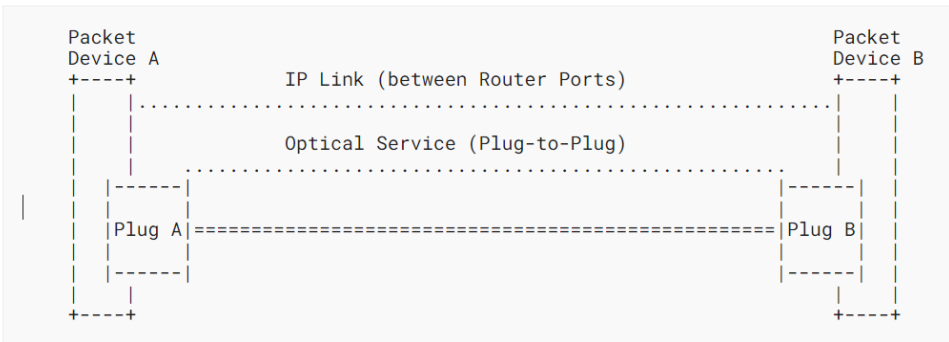 Packet Packet
Device A Device B
IP Link (between Router Ports)
Optical Service (Plug-to-Plug)
Plug A Plug B